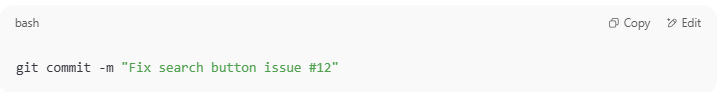 bash
Copy
Edit
git commit -m "Fix search button issue #12"